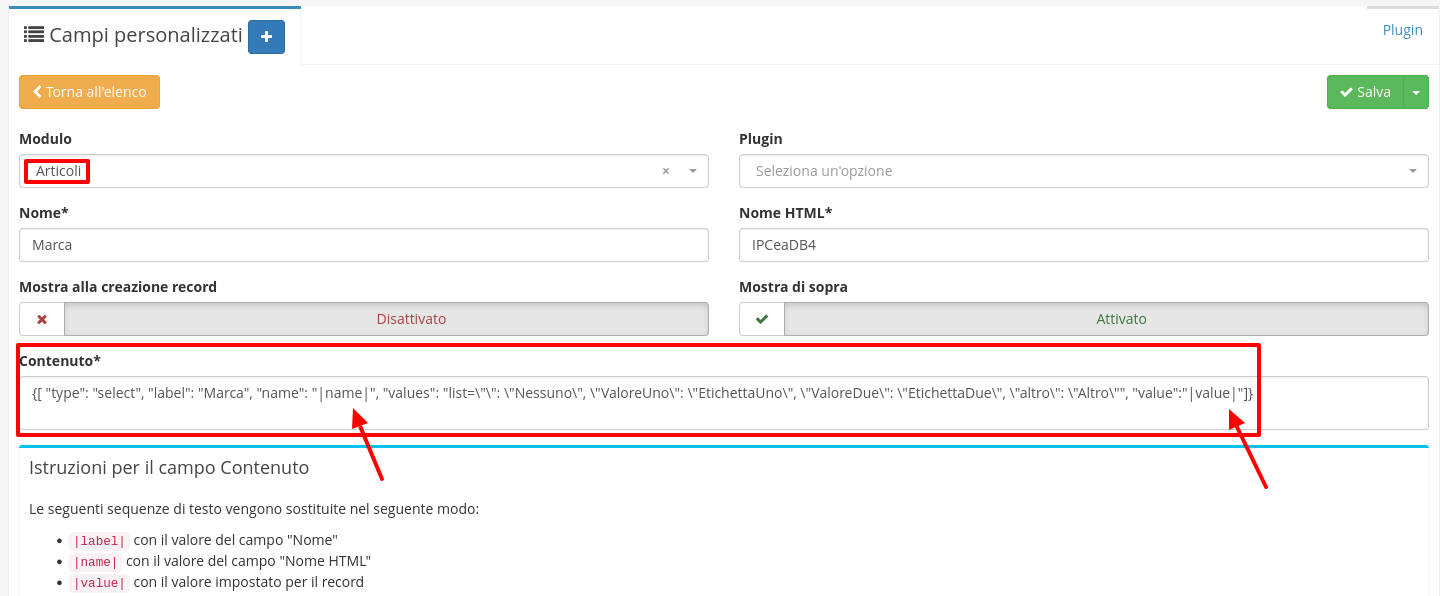 Campi personalizzati
Plugin
Torna all'elenco
Salva
Modulo
Plugin
Articoli
Seleziona un'opzione
Nome*
Nome HTML*
Marca
IPCeaDB4
Mostra alla creazione record
Mostra di sopra
Disattivato
Attivato
Contenuto*
{[ "type": "select", "label": "Marca", "name": "|name|", "values": "list=\"\": \"Nessuno\", \"ValoreUno\": \"EtichettaUno\", \"ValoreDue\": \"EtichettaDue\", \"altro\": \"Altro\"", "value":"|value|"]}
Istruzioni per il campo Contenuto
Le seguenti sequenze di testo vengono sostituite nel seguente modo:
|label| con il valore del campo "Nome"
|name| con il valore del campo "Nome HTML"
|value| con il valore impostato per il record